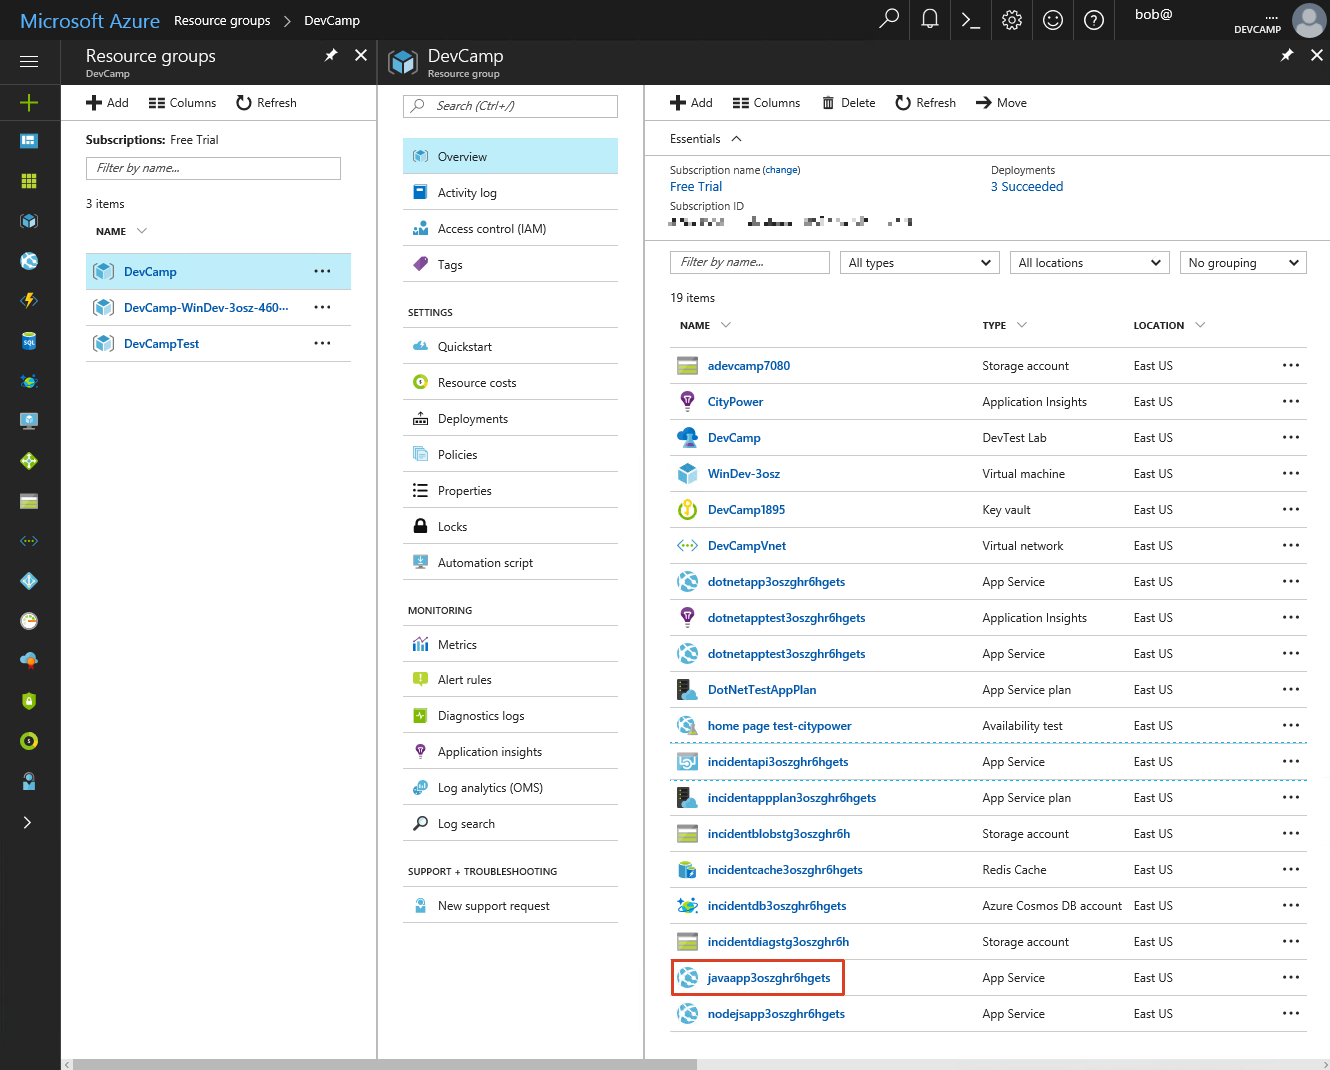 Microsoft Azure Resource groups > DevCamp
bob@ ....
DEVCAMP
Resource groups
DevCamp
Add Columns Refresh
Subscriptions: Free Trial
Filter by name...
3 items
NAME
DevCamp ...
DevCamp-WinDev-3osz-460... ...
DevCampTest ...
DevCamp
Resource group
Search (Ctrl+/)
Overview
Activity log
Access control (IAM)
Tags
SETTINGS
Quickstart
Resource costs
Deployments
Policies
Properties
Locks
Automation script
MONITORING
Metrics
Alert rules
Diagnostics logs
Application insights
Log analytics (OMS)
Log search
SUPPORT + TROUBLESHOOTING
New support request
Add Columns Delete Refresh Move
Essentials
Subscription name (change)
Free Trial
Deployments
3 Succeeded
Subscription ID
Filter by name... All types All locations No grouping
19 items
NAME TYPE LOCATION
adevcamp7080 Storage account East US ...
CityPower Application Insights East US ...
DevCamp DevTest Lab East US ...
WinDev-3osz Virtual machine East US ...
DevCamp1895 Key vault East US ...
DevCampVnet Virtual network East US ...
dotnetapp3oszghr6hgets App Service East US ...
dotnetapptest3oszghr6hgets Application Insights East US ...
dotnetapptest3oszghr6hgets App Service East US ...
DotNetTestAppPlan App Service plan East US ...
home page test-citypower Availability test East US ...
incidentapi3oszghr6hgets App Service East US ...
incidentappplan3oszghr6hgets App Service plan East US ...
incidentblobstg3oszghr6h Storage account East US ...
incidentcache3oszghr6hgets Redis Cache East US ...
incidentdb3oszghr6hgets Azure Cosmos DB account East US ...
incidentdiagstg3oszghr6h Storage account East US ...
javaapp3oszghr6hgets App Service East US ...
nodejsapp3oszghr6hgets App Service East US ...